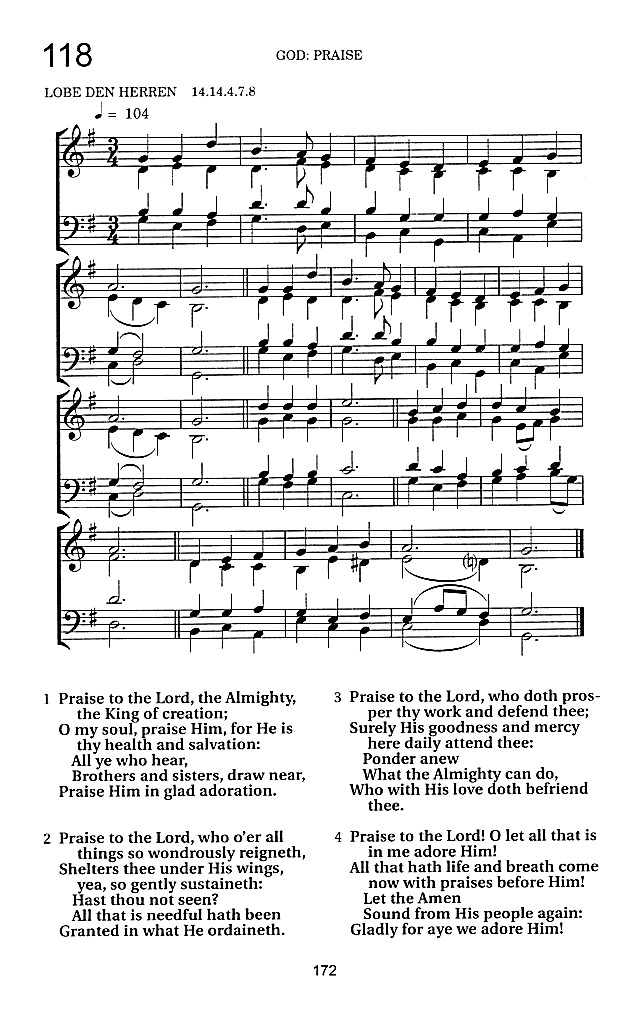 118
GOD: PRAISE
LOBE DEN HERREN 14.14.4.7.8
♩ = 104
1 Praise to the Lord, the Almighty,
the King of creation;
O my soul, praise Him, for He is
thy health and salvation:
All ye who hear,
Brothers and sisters, draw near,
Praise Him in glad adoration.
2 Praise to the Lord, who o'er all
things so wondrously reigneth,
Shelters thee under His wings,
yea, so gently sustaineth:
Hast thou not seen?
All that is needful hath been
Granted in what He ordaineth.
3 Praise to the Lord, who doth pros-
per thy work and defend thee;
Surely His goodness and mercy
here daily attend thee:
Ponder anew
What the Almighty can do,
Who with His love doth befriend
thee.
4 Praise to the Lord! O let all that is
in me adore Him!
All that hath life and breath come
now with praises before Him!
Let the Amen
Sound from His people again:
Gladly for aye we adore Him!
172